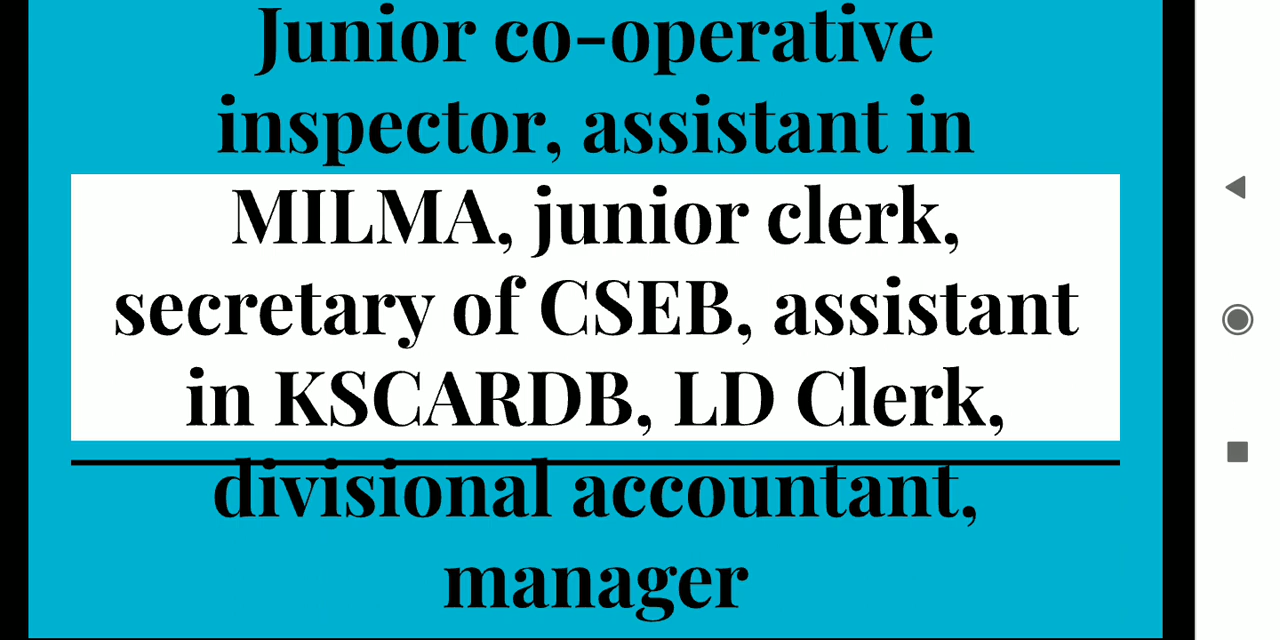 Junior co-operative
inspector, assistant in
MILMA, junior clerk,
secretary of CSEB, assistant
in KSCARDB, LD Clerk,
divisional accountant,
manager